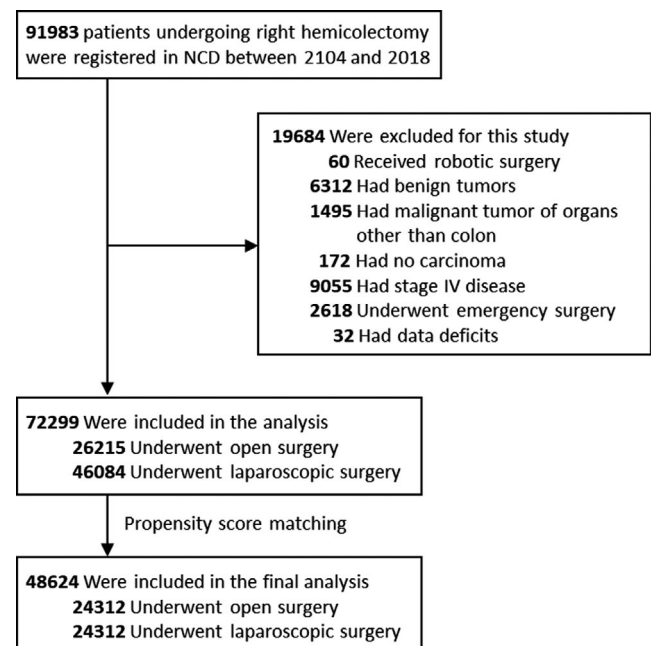 91983 patients undergoing right hemicolectomy
were registered in NCD between 2104 and 2018
19684 Were excluded for this study
60 Received robotic surgery
6312 Had benign tumors
1495 Had malignant tumor of organs
other than colon
172 Had no carcinoma
9055 Had stage IV disease
2618 Underwent emergency surgery
32 Had data deficits
72299 Were included in the analysis
26215 Underwent open surgery
46084 Underwent laparoscopic surgery
Propensity score matching
48624 Were included in the final analysis
24312 Underwent open surgery
24312 Underwent laparoscopic surgery